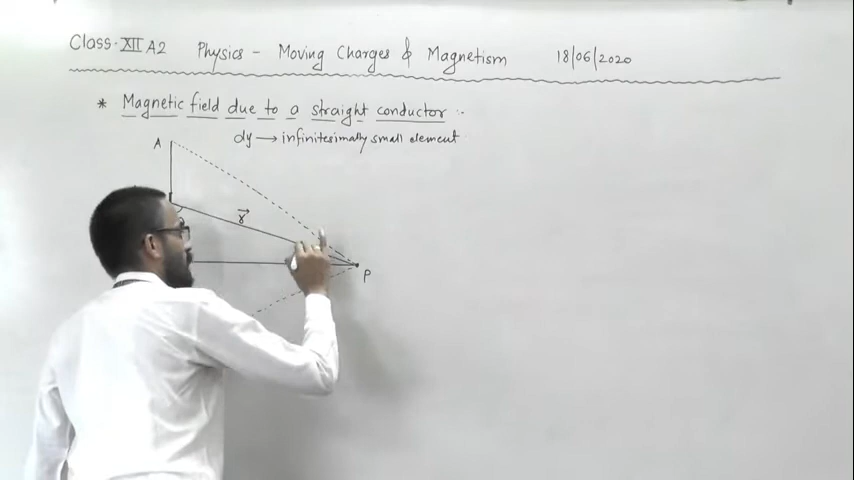 Class-XII A2 Physics - Moving Charges & Magnetism 18/06/2020
* Magnetic field due to a straight conductor :-
dy → infinitesimally small element
A
r
P